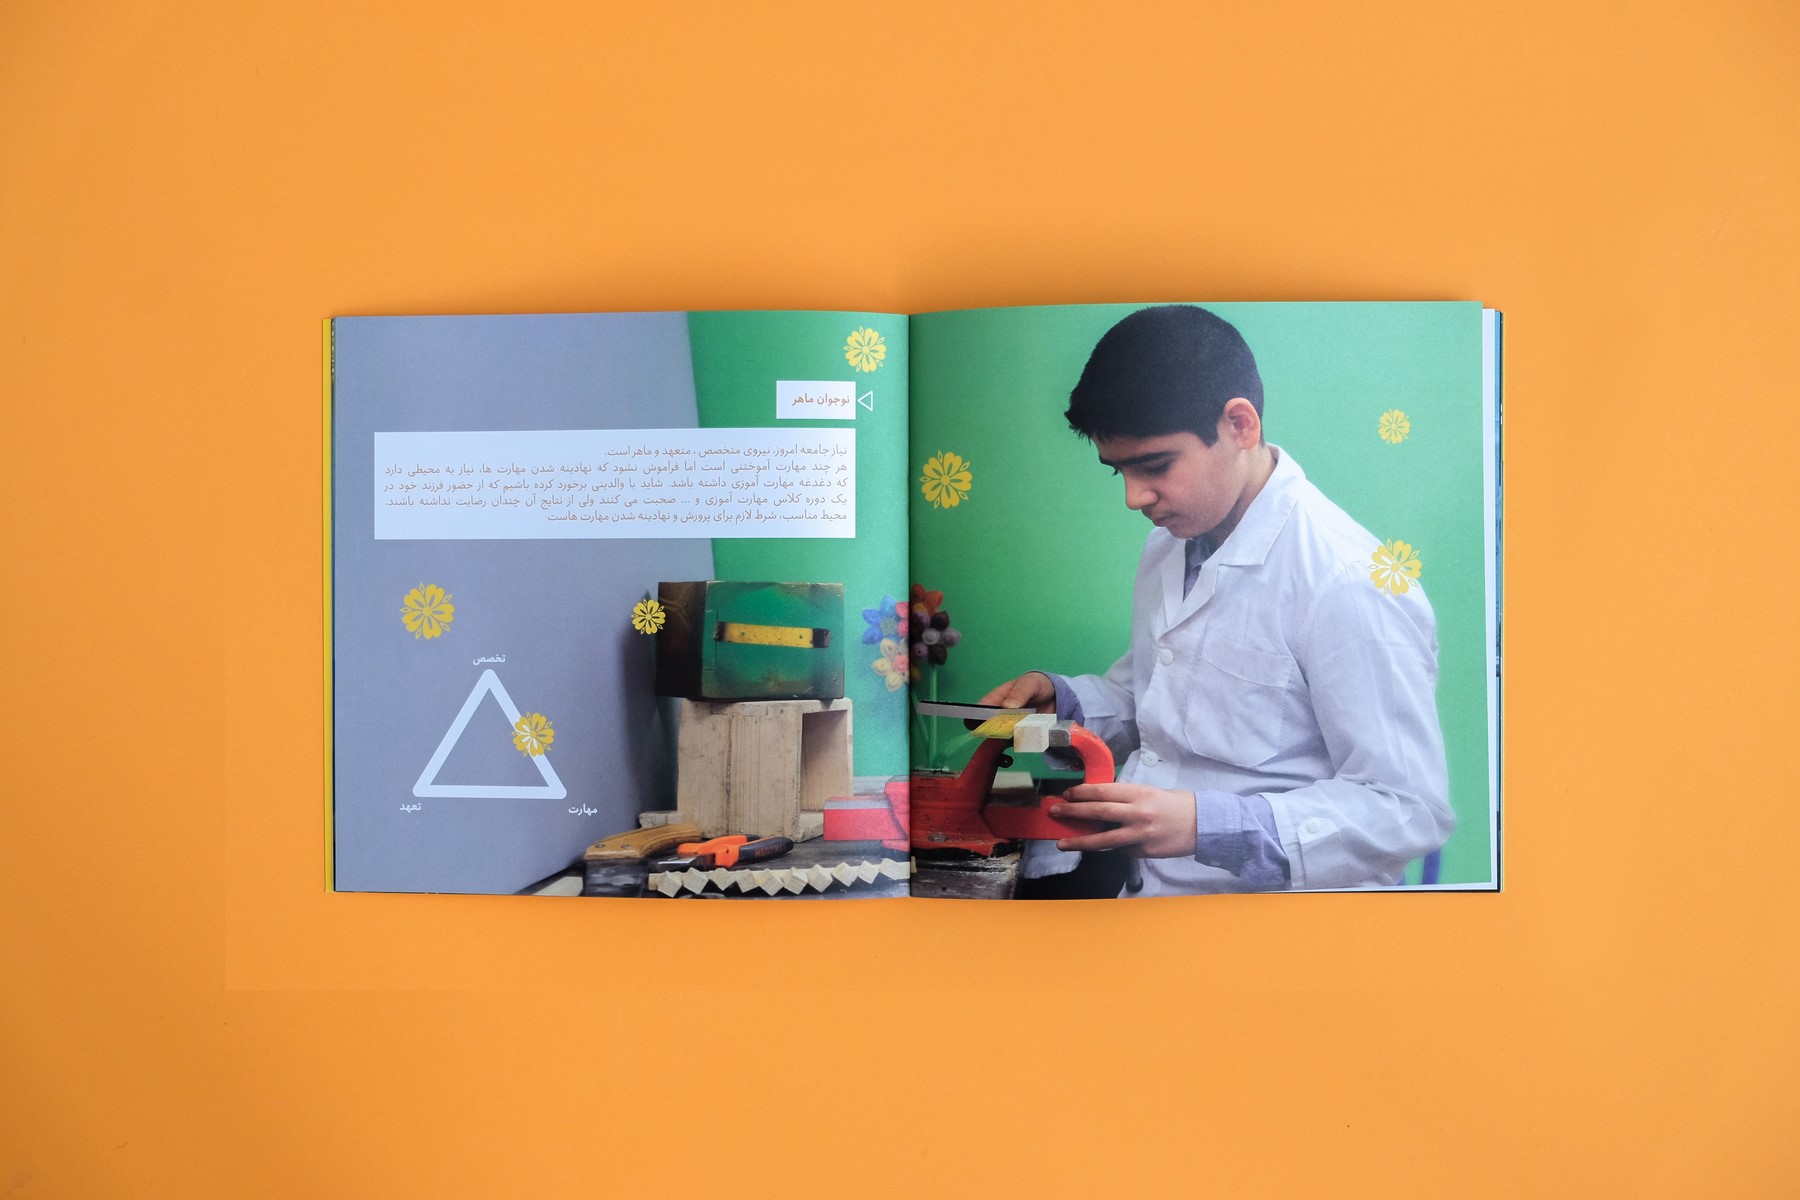 نوجوان ماهر
نیاز جامعه امروز، نیروی متخصص ، متعهد و ماهر است.
هر چند مهارت آموختنی است اما فراموش نشود که نهادینه شدن مهارت ها، نیاز به محیطی دارد
که دغدغه مهارت آموزی داشته باشد. شاید با والدینی برخورد کرده باشیم که از حضور فرزند خود در
یک دوره کلاس مهارت آموزی و ... صحبت می کنند ولی از نتایج آن چندان رضایت نداشته باشند.
محیط مناسب، شرط لازم برای پرورش و نهادینه شدن مهارت هاست
تخصص
مهارت
تعهد